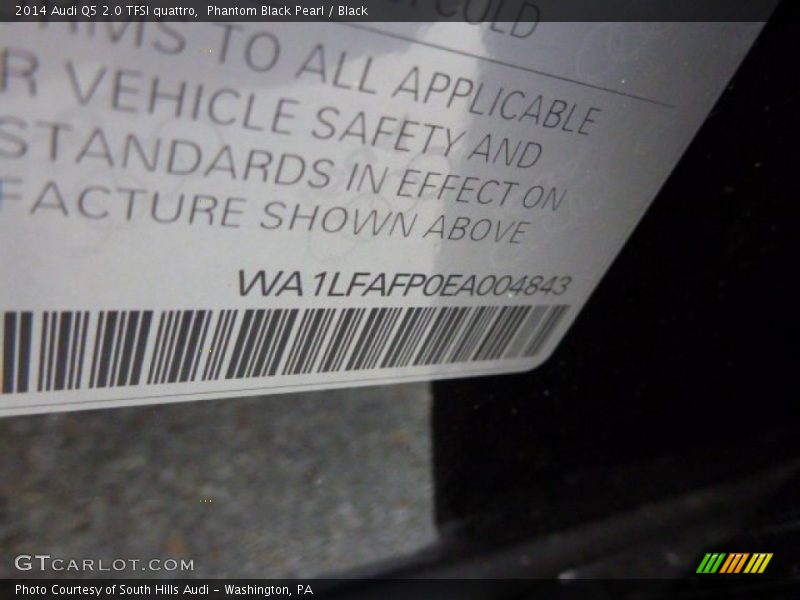 2014 Audi Q5 2.0 TFSI quattro, Phantom Black Pearl / Black
COLD
TO ALL APPLICABLE
R VEHICLE SAFETY AND
STANDARDS IN EFFECT ON
FACTURE SHOWN ABOVE
WA1LFAFP0EA004843
GTCARLOT.COM
Photo Courtesy of South Hills Audi - Washington, PA